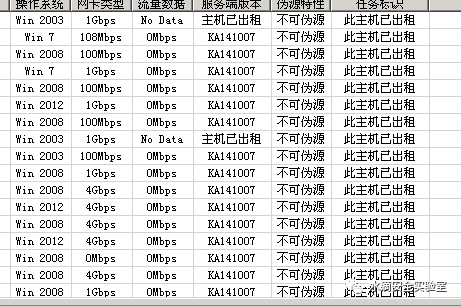 操作系统 网卡类型 流量数据 服务端版本 伪源特性 任务标识
Win 2003 1Gbps No Data 主机已出租 不可伪源 此主机已出租
Win 7 108Mbps 0Mbps KA141007 不可伪源 此主机已出租
Win 2008 100Mbps 0Mbps KA141007 不可伪源 此主机已出租
Win 7 1Gbps 0Mbps KA141007 不可伪源 此主机已出租
Win 2008 100Mbps 0Mbps KA141007 不可伪源 此主机已出租
Win 2012 1Gbps 0Mbps KA141007 不可伪源 此主机已出租
Win 2008 100Mbps 0Mbps KA141007 不可伪源 此主机已出租
Win 2003 1Gbps No Data 主机已出租 不可伪源 此主机已出租
Win 2003 100Mbps 0Mbps KA141007 不可伪源 此主机已出租
Win 2008 1Gbps 0Mbps KA141007 不可伪源 此主机已出租
Win 2008 4Gbps 0Mbps KA141007 不可伪源 此主机已出租
Win 2012 4Gbps 0Mbps KA141007 不可伪源 此主机已出租
Win 2008 4Gbps 0Mbps KA141007 不可伪源 此主机已出租
Win 2012 4Gbps 0Mbps KA141007 不可伪源 此主机已出租
Win 2008 0Mbps 0Mbps KA141007 不可伪源 此主机已出租
Win 2008 4Gbps 0Mbps KA141007 不可伪源 此主机已出租
Win 2008 1Gbps 0Mbps KA141007 不可伪源 此主机已出租
水滴安全实验室